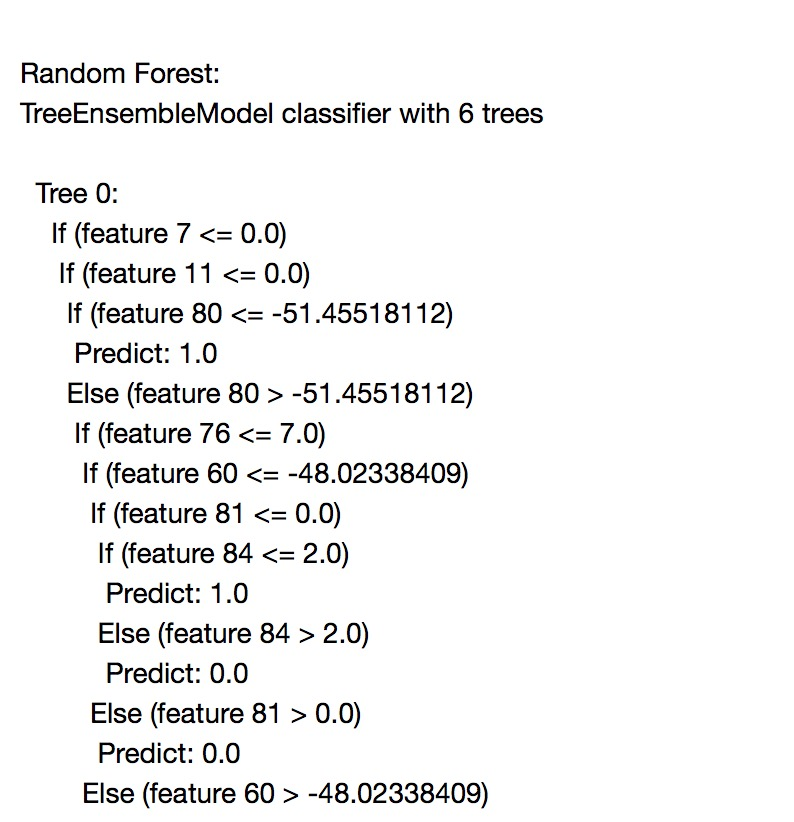 Random Forest:
TreeEnsembleModel classifier with 6 trees
Tree 0:
If (feature 7 <= 0.0)
If (feature 11 <= 0.0)
If (feature 80 <= -51.45518112)
Predict: 1.0
Else (feature 80 > -51.45518112)
If (feature 76 <= 7.0)
If (feature 60 <= -48.02338409)
If (feature 81 <= 0.0)
If (feature 84 <= 2.0)
Predict: 1.0
Else (feature 84 > 2.0)
Predict: 0.0
Else (feature 81 > 0.0)
Predict: 0.0
Else (feature 60 > -48.02338409)